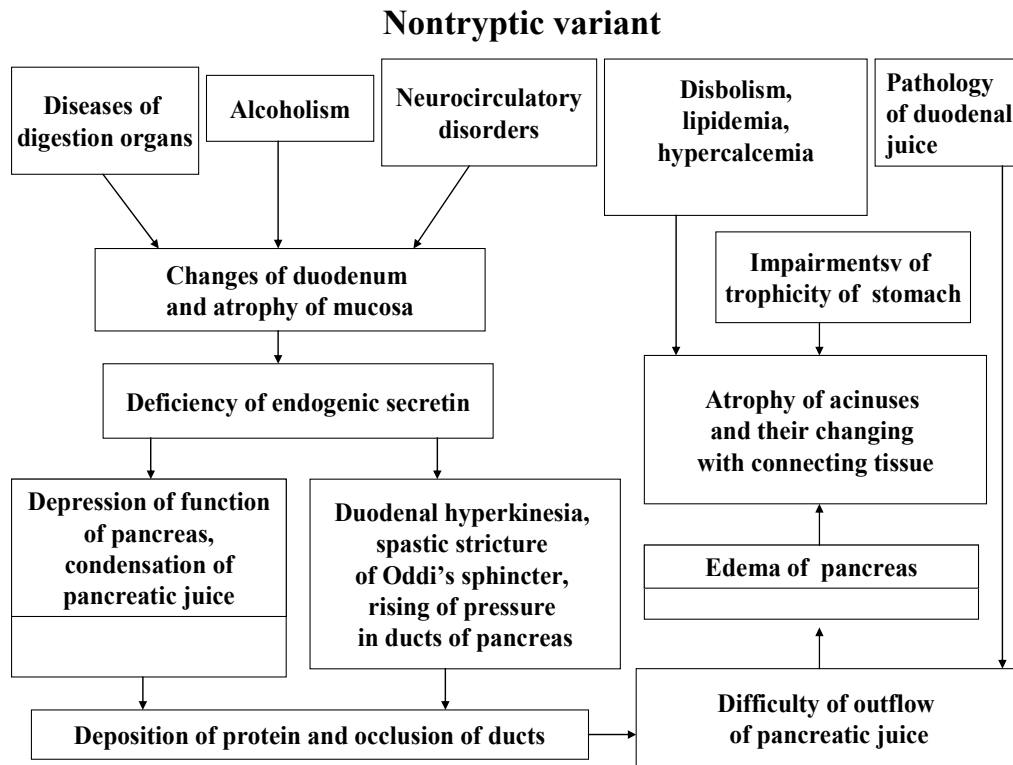 Nontryptic variant
Diseases of
digestion organs
Alcoholism
Neurocirculatory
disorders
Disbolism,
lipidemia,
hypercalcemia
Pathology
of duodenal
juice
Changes of duodenum
and atrophy of mucosa
Impairmentsv of
trophicity of stomach
Deficiency of endogenic secretin
Atrophy of acinuses
and their changing
with connecting tissue
Depression of function
of pancreas,
condensation of
pancreatic juice
Duodenal hyperkinesia,
spastic stricture
of Oddi’s sphincter,
rising of pressure
in ducts of pancreas
Edema of pancreas
Deposition of protein and occlusion of ducts
Difficulty of outflow
of pancreatic juice